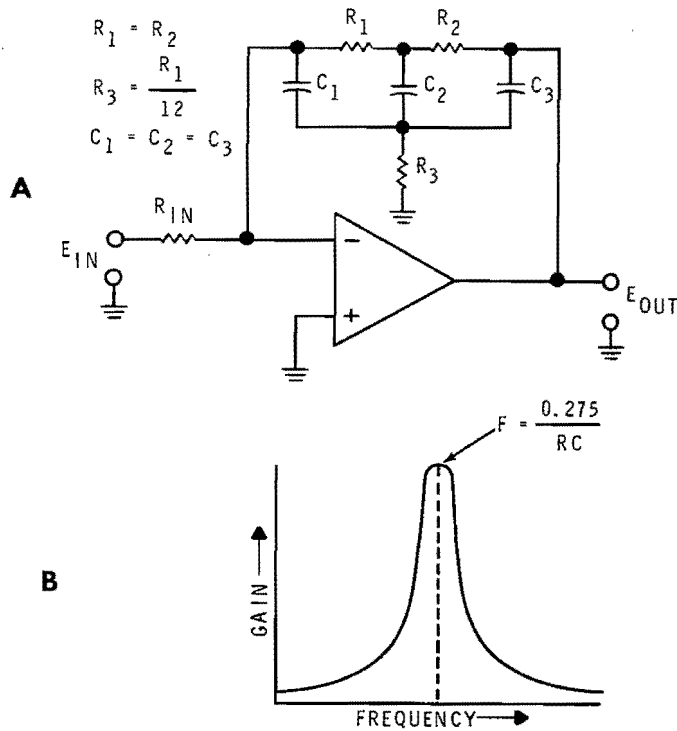 R1 = R2
R3 = R1/12
C1 = C2 = C3
R1
R2
C1
C2
C3
R3
A
RIN
EIN
−
+
EOUT
F = 0.275/RC
B
GAIN
FREQUENCY